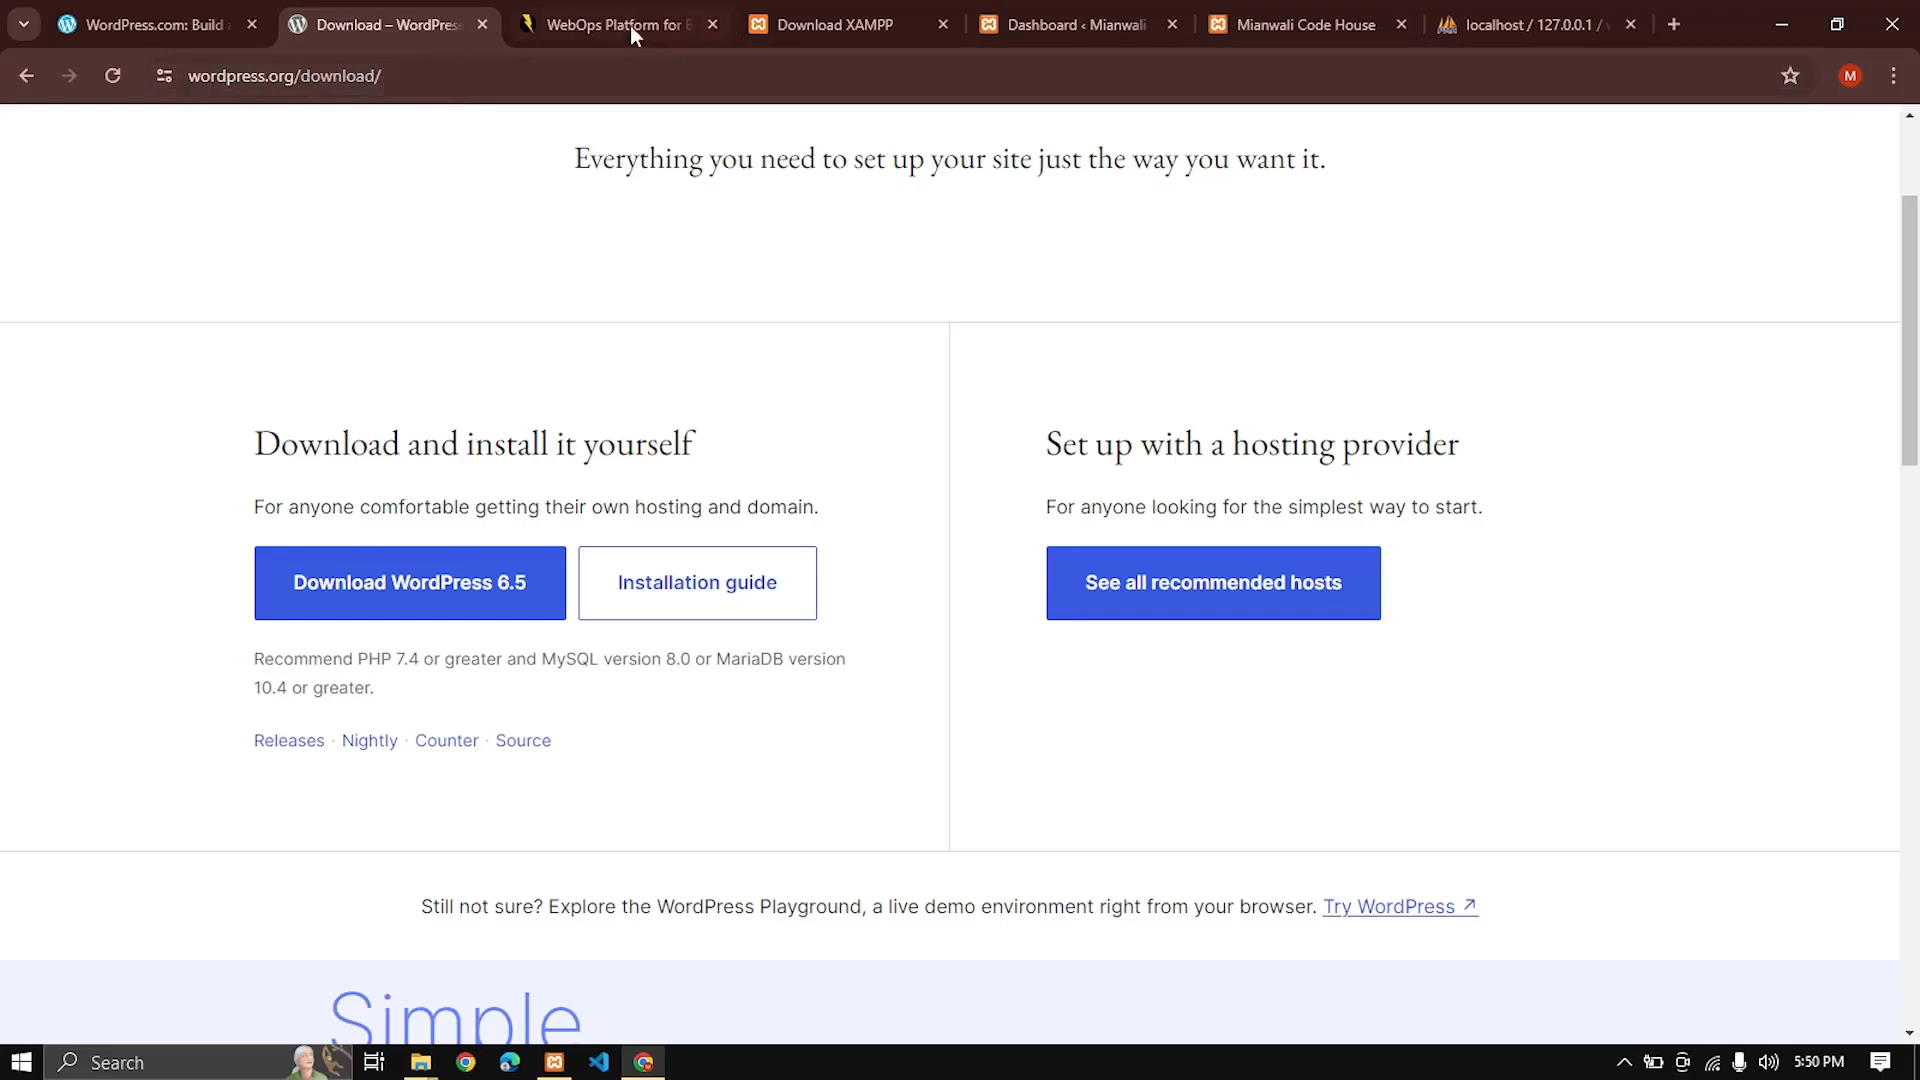 WordPress.com: Build
Download – WordPress
WebOps Platform for
Download XAMPP
Dashboard ‹ Mianwali
Mianwali Code House
localhost / 127.0.0.1 /
wordpress.org/download/
M
Everything you need to set up your site just the way you want it.
Download and install it yourself
For anyone comfortable getting their own hosting and domain.
Download WordPress 6.5
Installation guide
Recommend PHP 7.4 or greater and MySQL version 8.0 or MariaDB version
10.4 or greater.
Releases · Nightly · Counter · Source
Set up with a hosting provider
For anyone looking for the simplest way to start.
See all recommended hosts
Still not sure? Explore the WordPress Playground, a live demo environment right from your browser. Try WordPress ↗
Simple
Search
5:50 PM